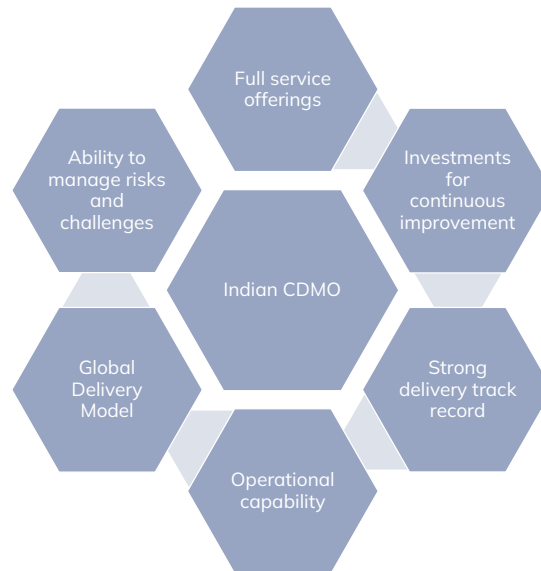 Full service
offerings
Ability to
manage risks
and
challenges
Investments
for
continuous
improvement
Indian CDMO
Global
Delivery
Model
Strong
delivery track
record
Operational
capability